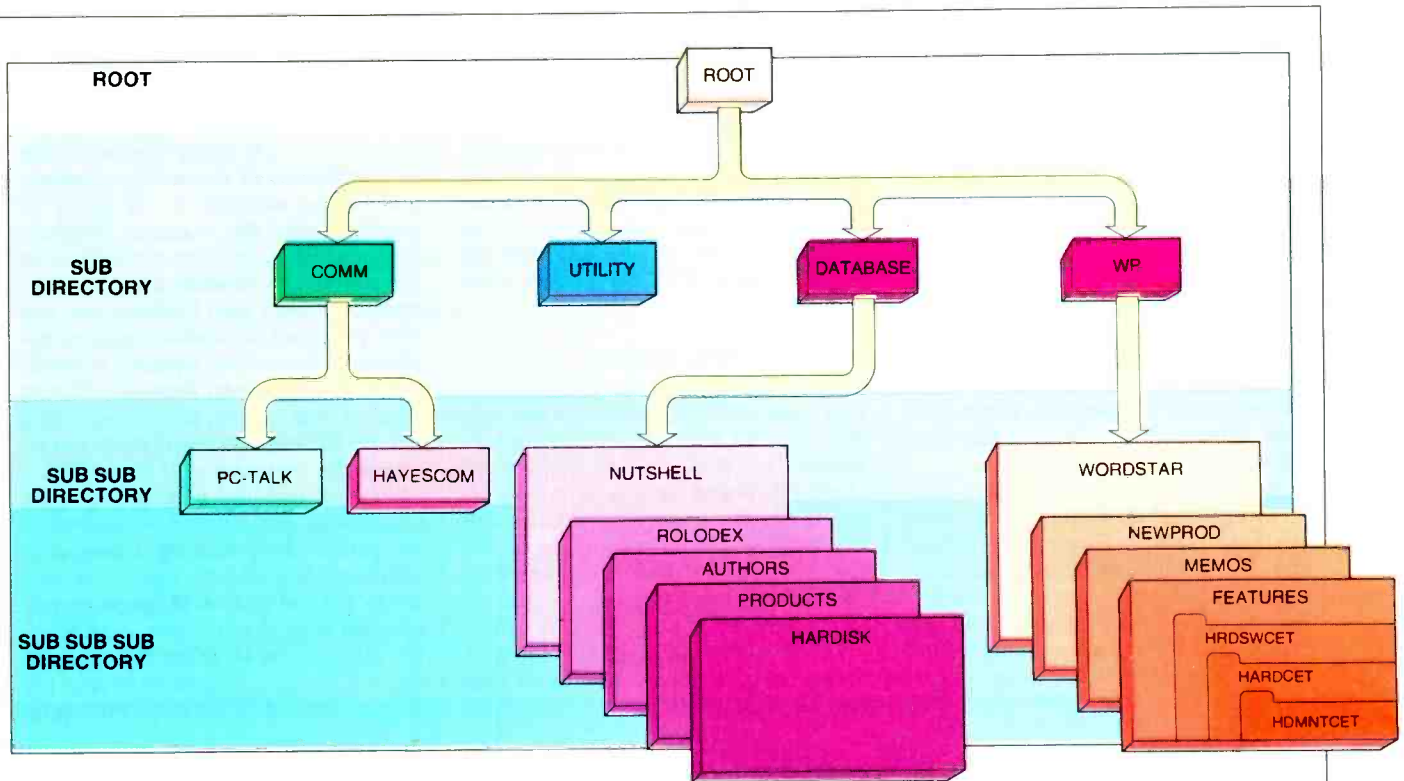 ROOT
ROOT
SUB
DIRECTORY
COMM
UTILITY
DATABASE
WP
SUB SUB
DIRECTORY
PC-TALK
HAYESCOM
NUTSHELL
WORDSTAR
ROLODEX
NEWPROD
AUTHORS
MEMOS
PRODUCTS
FEATURES
SUB SUB SUB
DIRECTORY
HARDISK
HRDSWCET
HARDCET
HDMNTCET